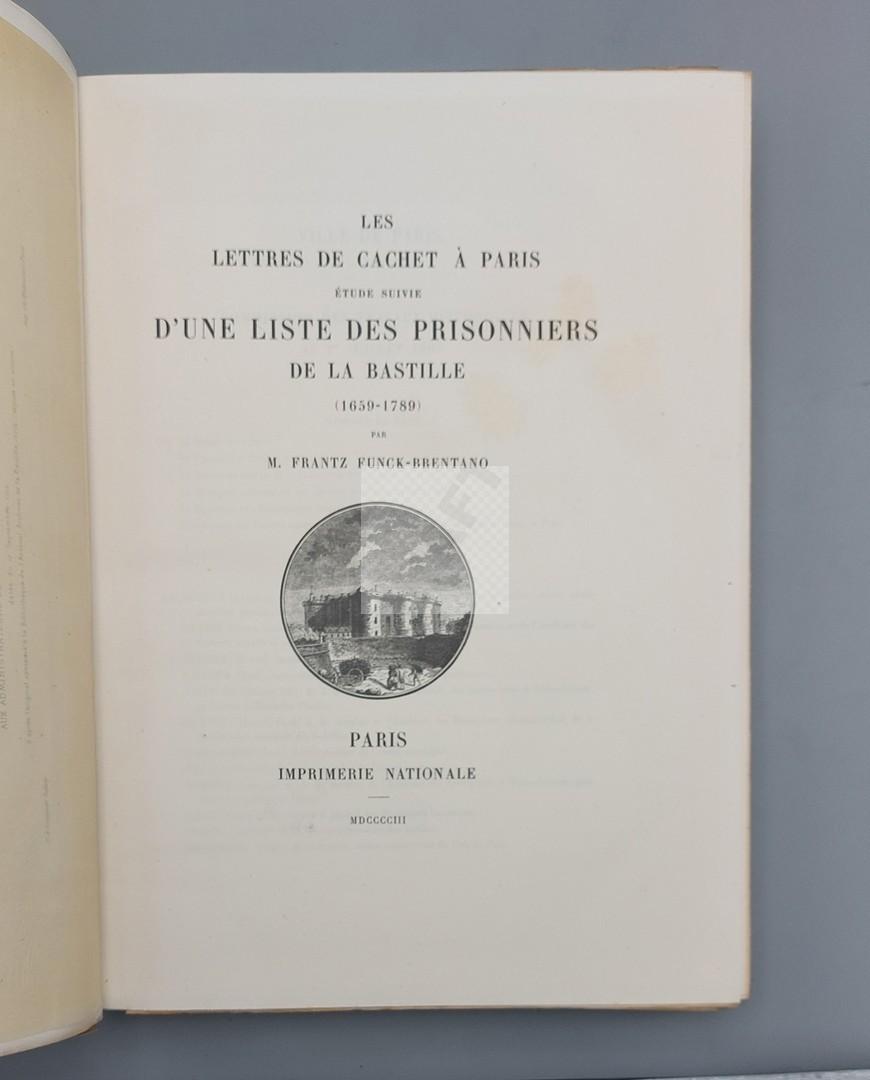 LES
LETTRES DE CACHET À PARIS
ÉTUDE SUIVIE
D'UNE LISTE DES PRISONNIERS
DE LA BASTILLE
(1659-1789)
PAR
M. FRANTZ FUNCK-BRENTANO
PARIS
IMPRIMERIE NATIONALE
MDCCCCIII